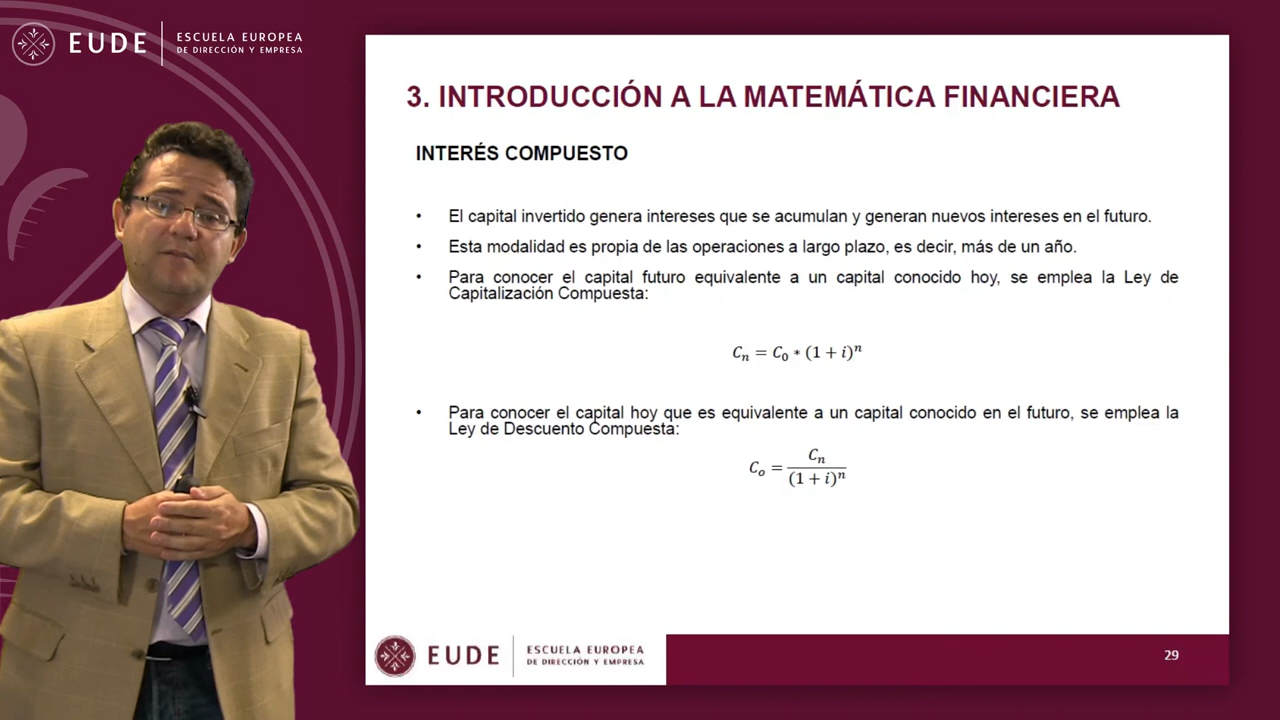 EUDE
ESCUELA EUROPEA
DE DIRECCIÓN Y EMPRESA
3. INTRODUCCIÓN A LA MATEMÁTICA FINANCIERA
INTERÉS COMPUESTO
• El capital invertido genera intereses que se acumulan y generan nuevos intereses en el futuro.
• Esta modalidad es propia de las operaciones a largo plazo, es decir, más de un año.
• Para conocer el capital futuro equivalente a un capital conocido hoy, se emplea la Ley de
Capitalización Compuesta:
Cₙ = C₀ * (1 + i)ⁿ
• Para conocer el capital hoy que es equivalente a un capital conocido en el futuro, se emplea la
Ley de Descuento Compuesta:
Cₒ = Cₙ / (1 + i)ⁿ
EUDE
ESCUELA EUROPEA
DE DIRECCIÓN Y EMPRESA
29